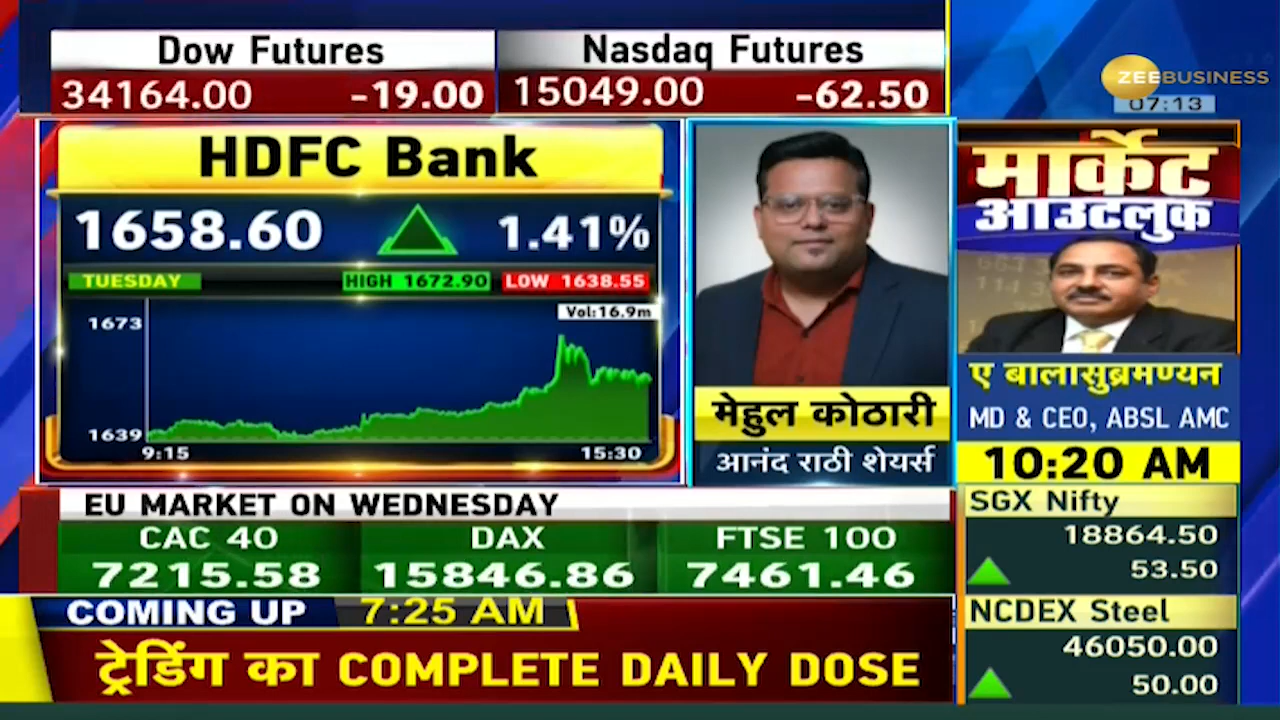 Dow Futures
34164.00 -19.00
Nasdaq Futures
15049.00 -62.50
ZEEBUSINESS
07:13
HDFC Bank
1658.60 1.41%
TUESDAY HIGH 1672.90 LOW 1638.55
Vol:16.9m
1673
1639
9:15 15:30
मेहुल कोठारी
आनंद राठी शेयर्स
मार्केट
आउटलुक
ए बालासुब्रमण्यन
MD & CEO, ABSL AMC
10:20 AM
SGX Nifty
18864.50
53.50
NCDEX Steel
46050.00
50.00
EU MARKET ON WEDNESDAY
CAC 40 DAX FTSE 100
7215.58 15846.86 7461.46
COMING UP 7:25 AM
ट्रेडिंग का COMPLETE DAILY DOSE